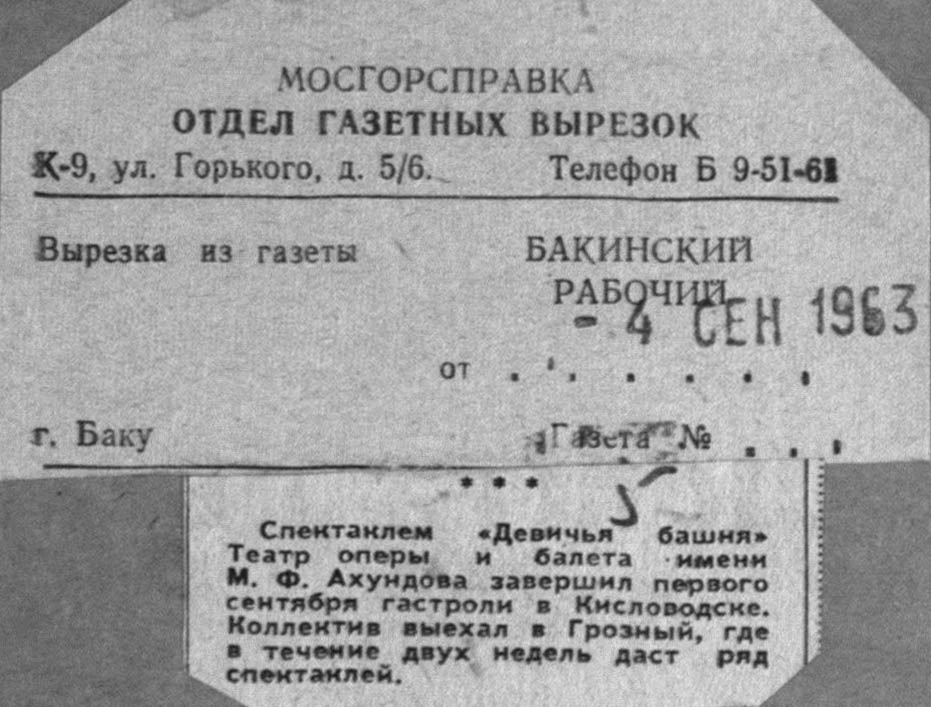 МОСГОРСПРАВКА
ОТДЕЛ ГАЗЕТНЫХ ВЫРЕЗОК
К-9, ул. Горького, д. 5/6. Телефон Б 9-51-61
Вырезка из газеты БАКИНСКИЙ
РАБОЧИЙ
- 4 СЕН 1963
от . . . . . .
г. Баку Газета № . . .
* * *
Спектаклем «Девичья башня»
Театр оперы и балета имени
М. Ф. Ахундова завершил первого
сентября гастроли в Кисловодске.
Коллектив выехал в Грозный, где
в течение двух недель даст ряд
спектаклей.